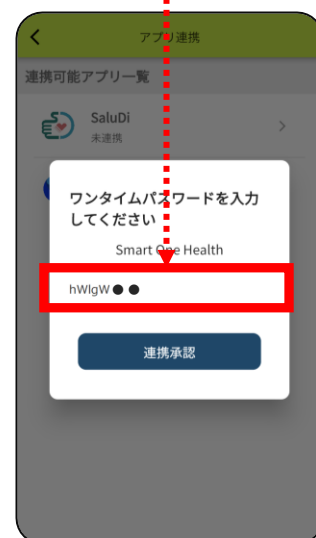 アプリ連携
連携可能アプリ一覧
SaluDi
未連携
ワンタイムパスワードを入力
してください
Smart One Health
hWIgW●●
連携承認